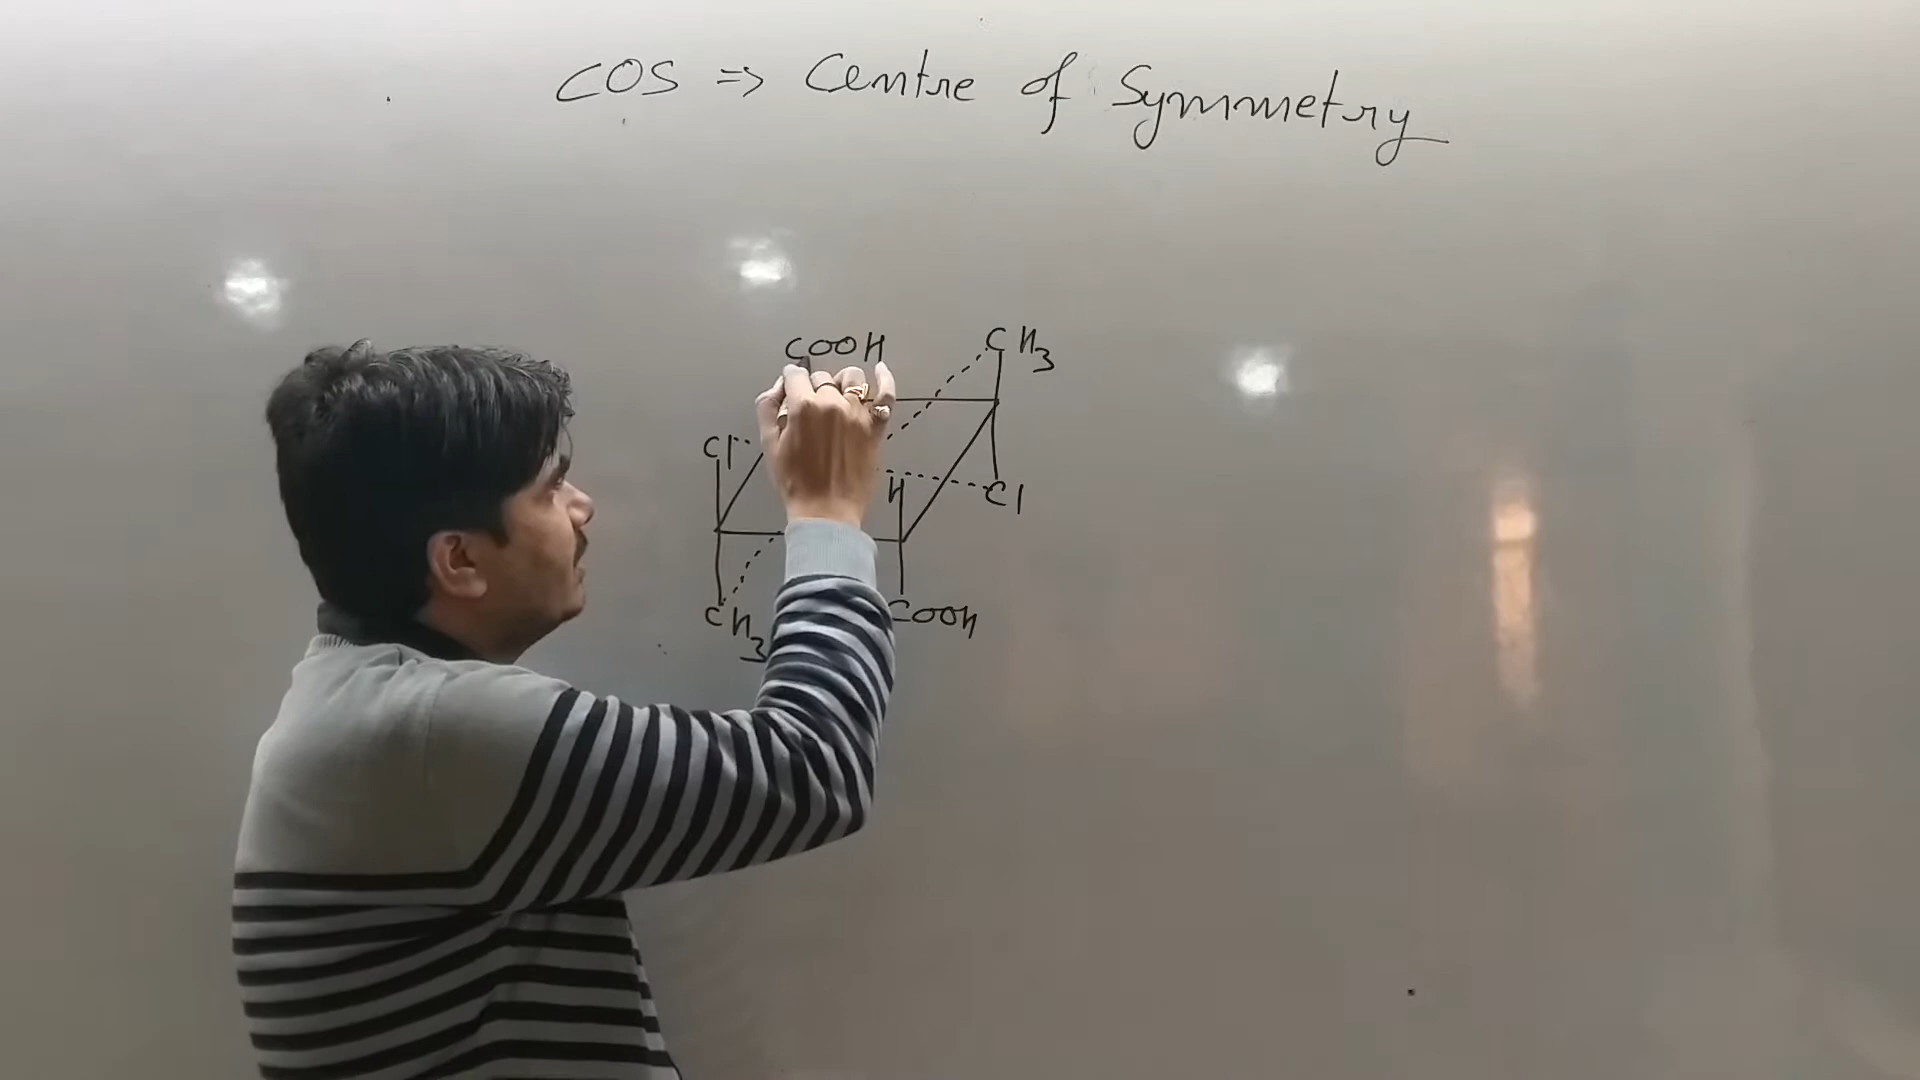 COS => Centre of Symmetry
COOH
CH3
Cl
H
Cl
CH3
COOH